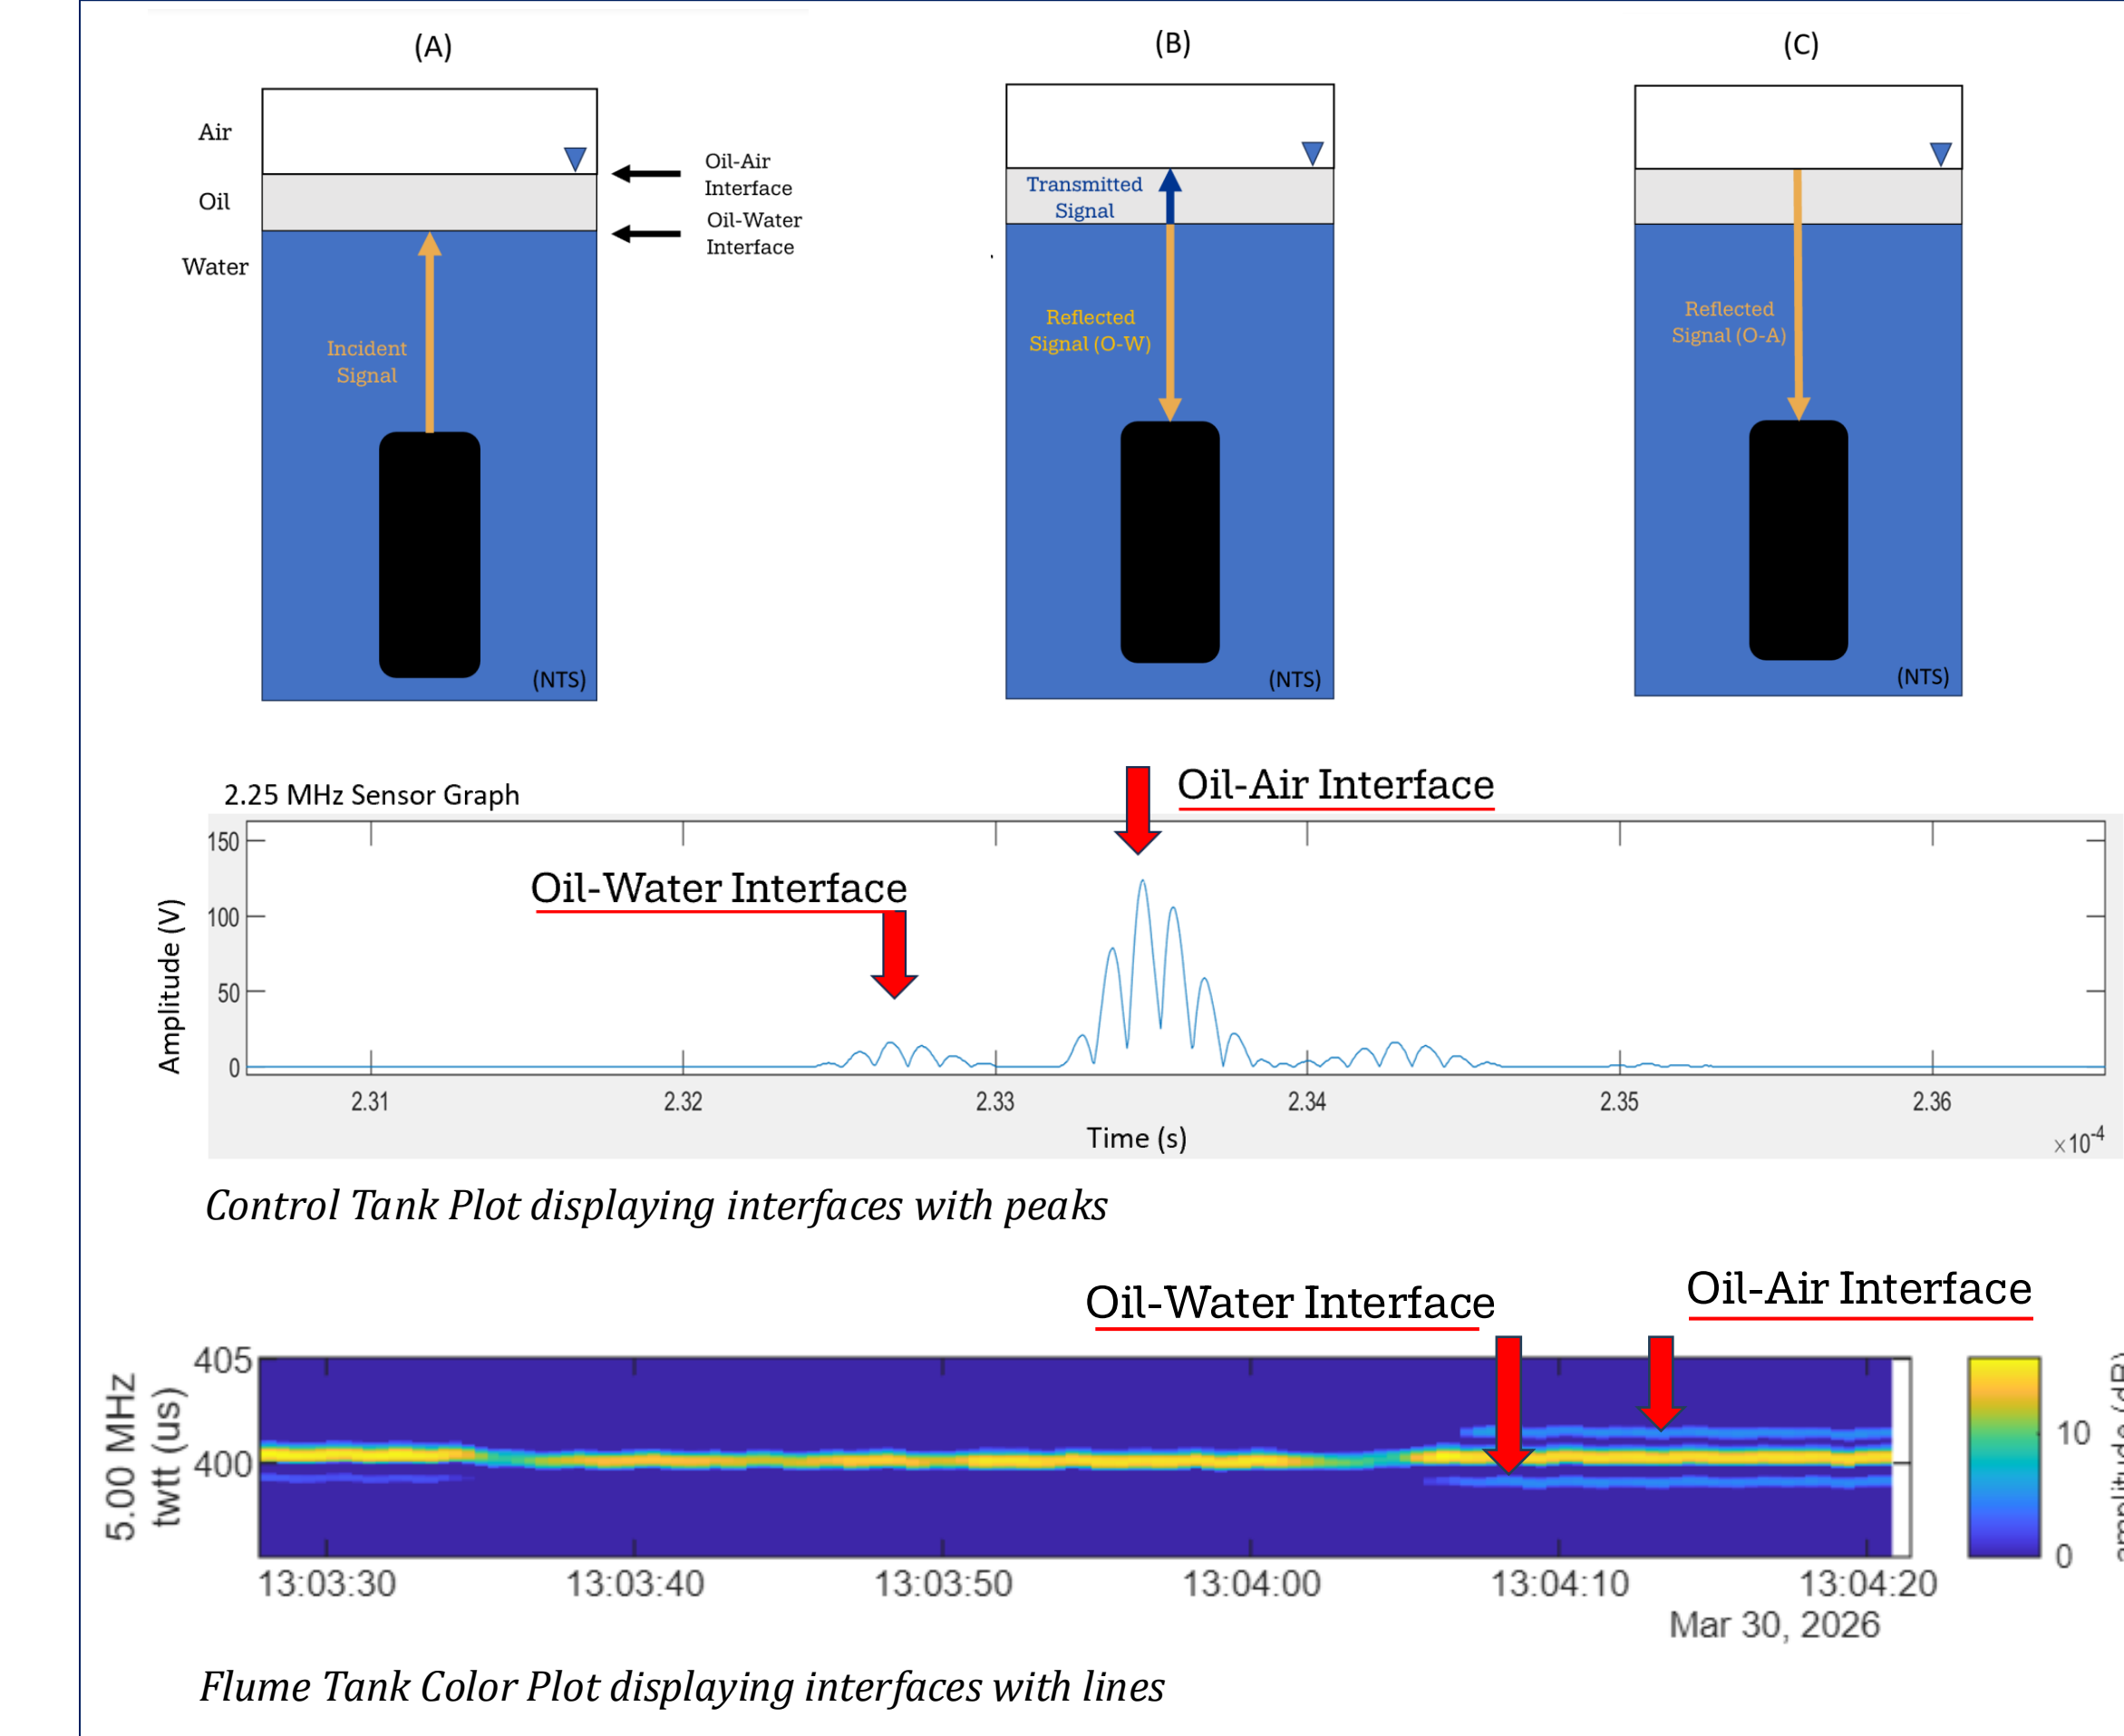 (A)
(B)
(C)
Air
Oil
Water
Oil-Air
Interface
Oil-Water
Interface
Incident
Signal
(NTS)
Transmitted
Signal
Reflected
Signal (O-W)
(NTS)
Reflected
Signal (O-A)
(NTS)
2.25 MHz Sensor Graph
Oil-Air Interface
Oil-Water Interface
Amplitude (V)
150
100
50
0
2.31
2.32
2.33
2.34
2.35
2.36
Time (s)
×10-4
Control Tank Plot displaying interfaces with peaks
Oil-Water Interface
Oil-Air Interface
5.00 MHz
twtt (us)
405
400
10
0
amplitude (dB)
13:03:30
13:03:40
13:03:50
13:04:00
13:04:10
13:04:20
Mar 30, 2026
Flume Tank Color Plot displaying interfaces with lines